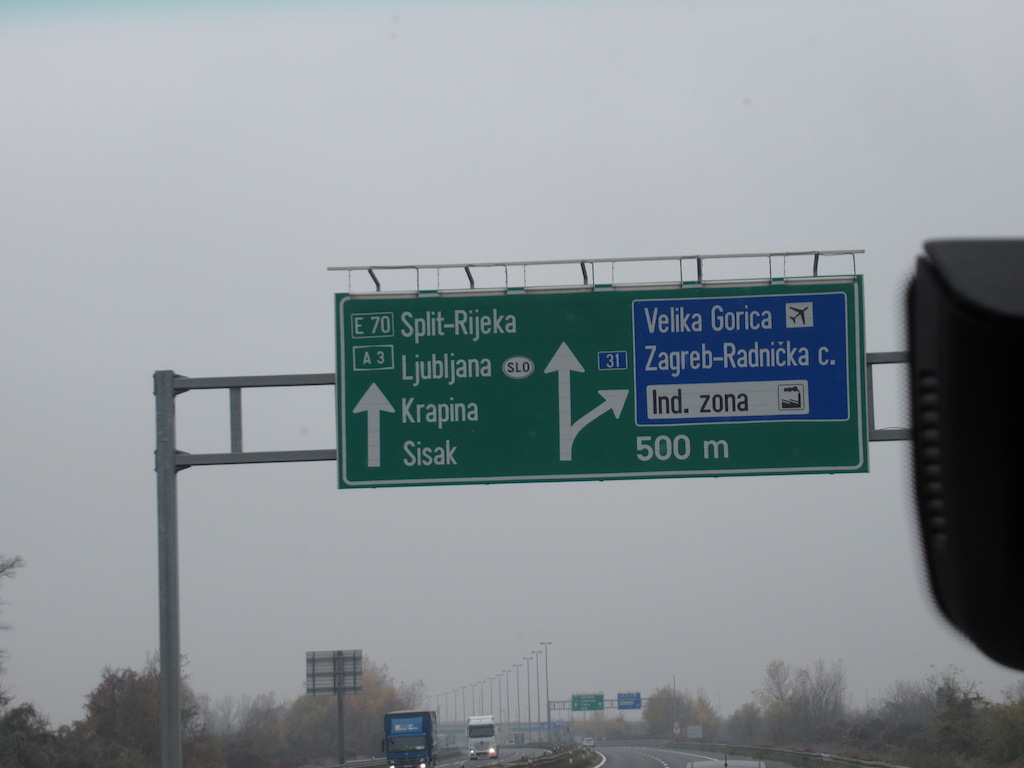 E 70 Split-Rijeka
A 3 Ljubljana SLO
Krapina
Sisak
31
Velika Gorica
Zagreb-Radnička c.
Ind. zona
500 m